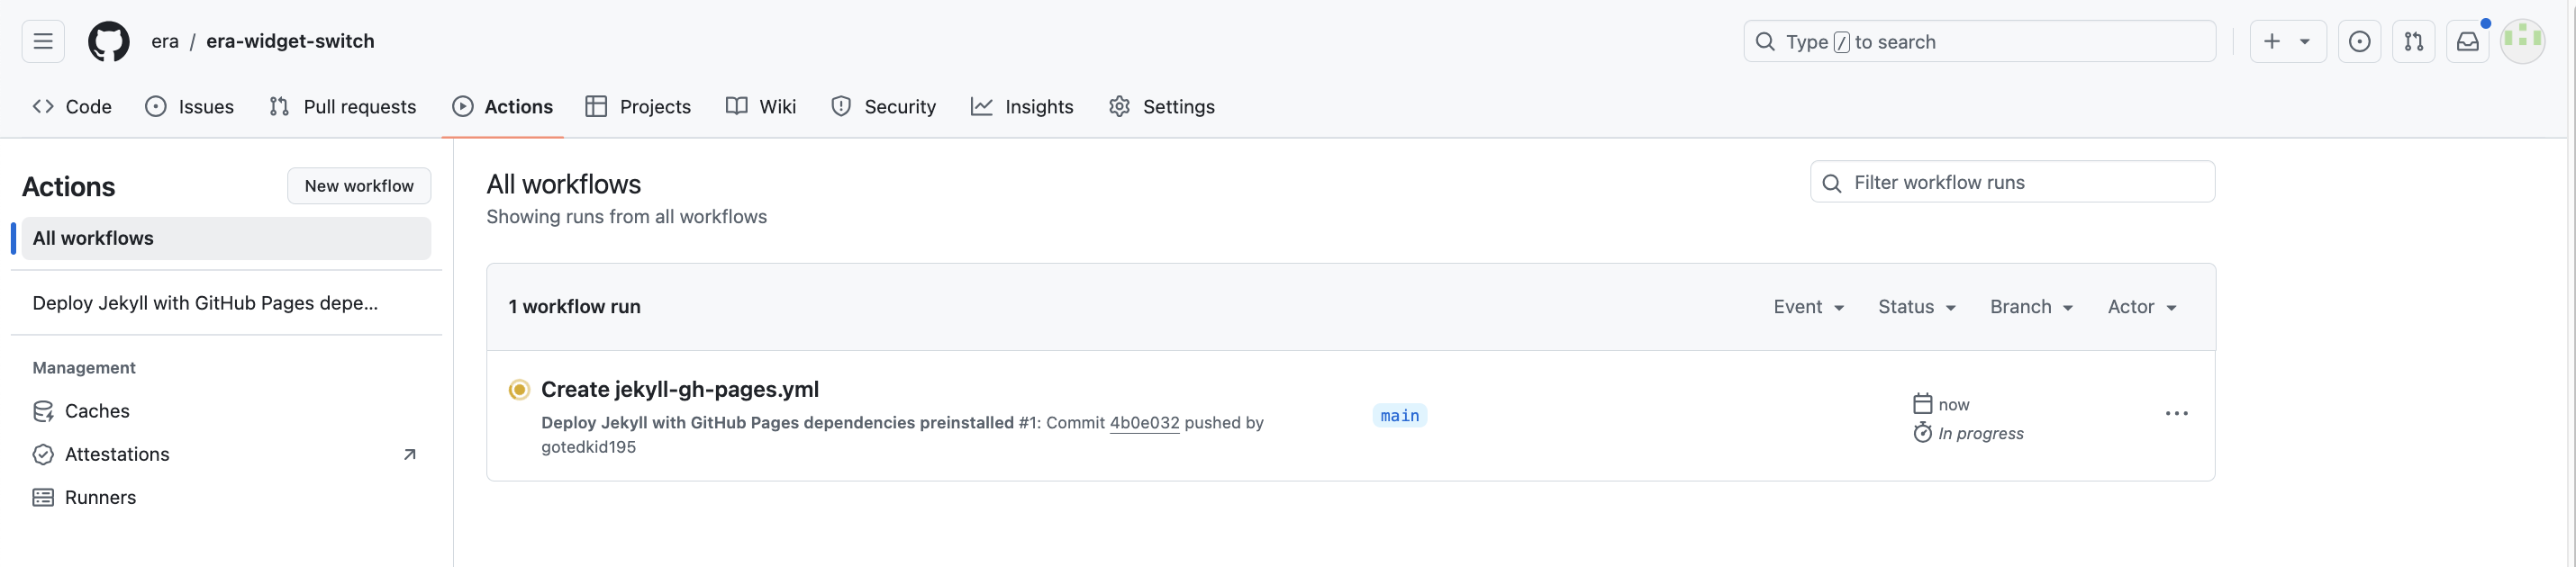 era / era-widget-switch
Type / to search
Code Issues Pull requests Actions Projects Wiki Security Insights Settings
Actions
New workflow
All workflows
Deploy Jekyll with GitHub Pages depe...
Management
Caches
Attestations
Runners
All workflows
Showing runs from all workflows
Filter workflow runs
1 workflow run
Event Status Branch Actor
Create jekyll-gh-pages.yml
Deploy Jekyll with GitHub Pages dependencies preinstalled #1: Commit 4b0e032 pushed by
gotedkid195
main
now
In progress